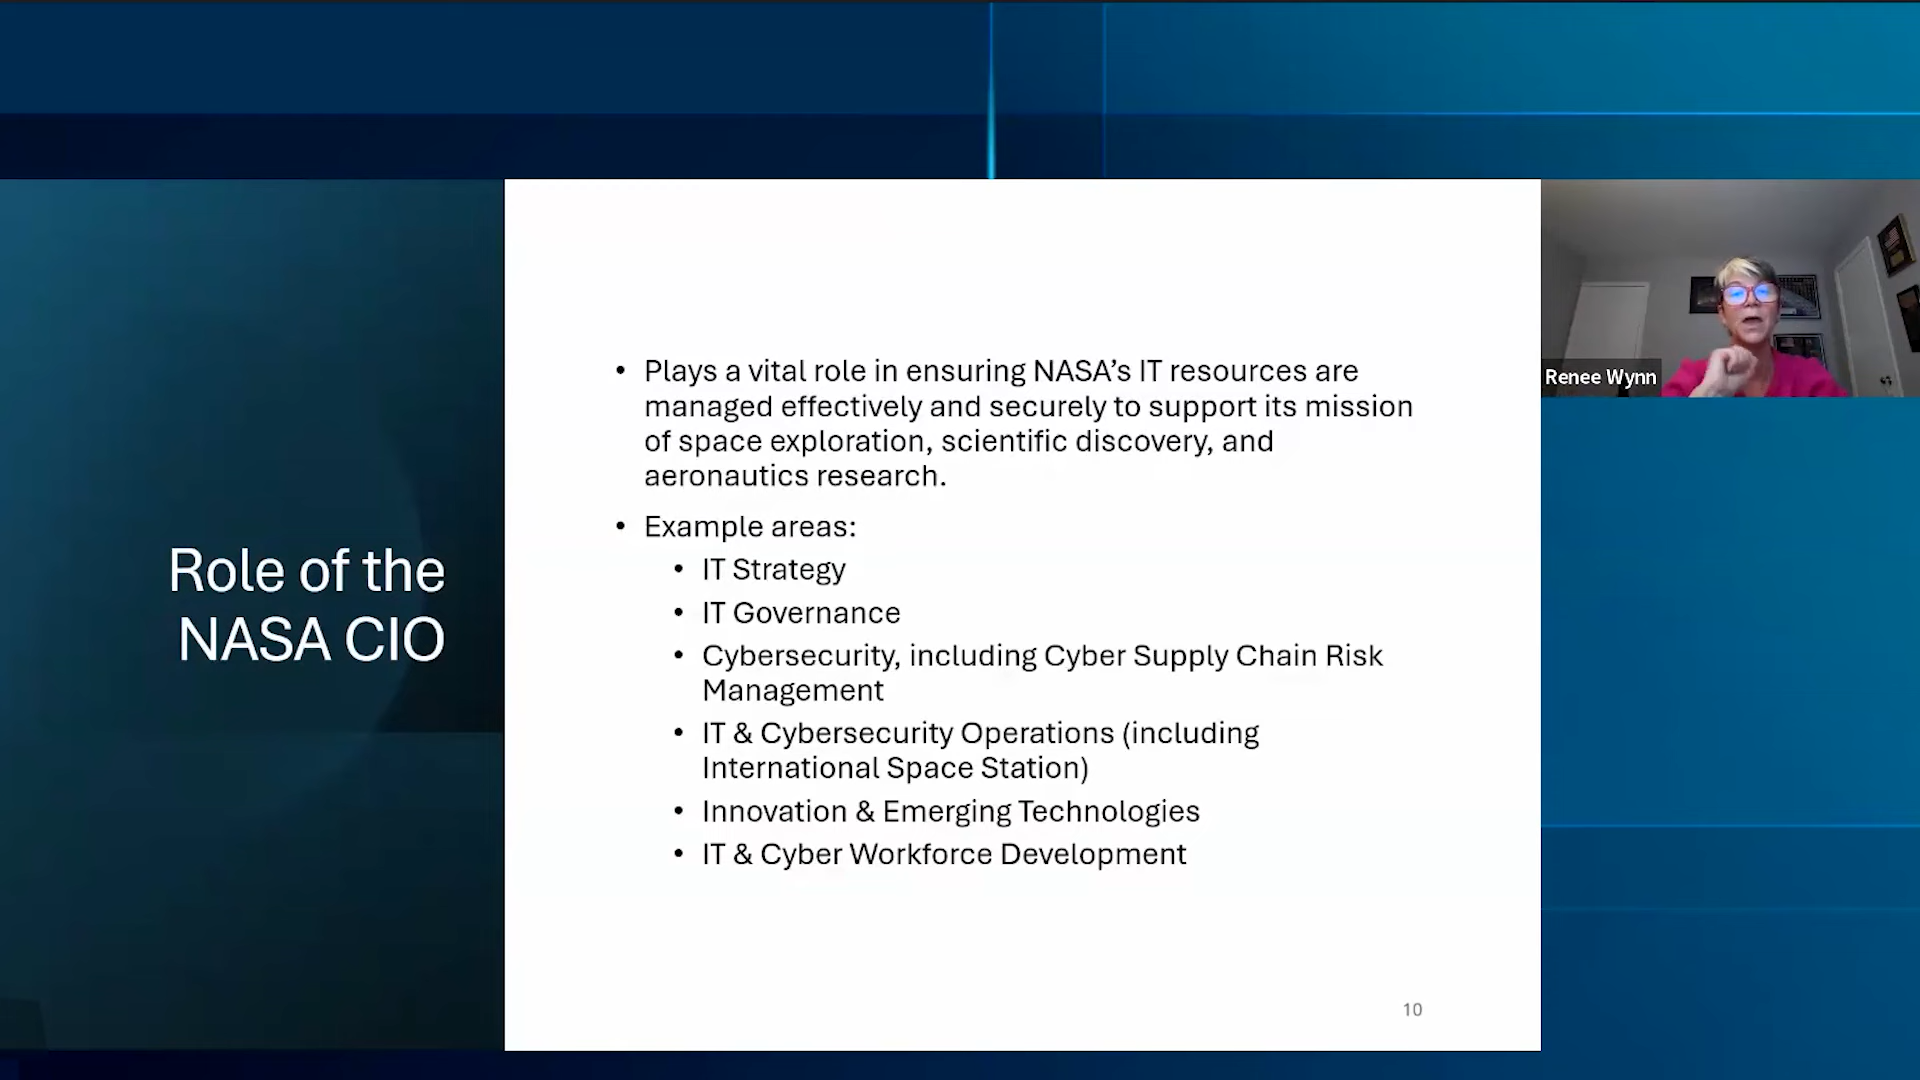 Role of the
NASA CIO
• Plays a vital role in ensuring NASA’s IT resources are
managed effectively and securely to support its mission
of space exploration, scientific discovery, and
aeronautics research.
• Example areas:
• IT Strategy
• IT Governance
• Cybersecurity, including Cyber Supply Chain Risk
Management
• IT & Cybersecurity Operations (including
International Space Station)
• Innovation & Emerging Technologies
• IT & Cyber Workforce Development
10
Renee Wynn